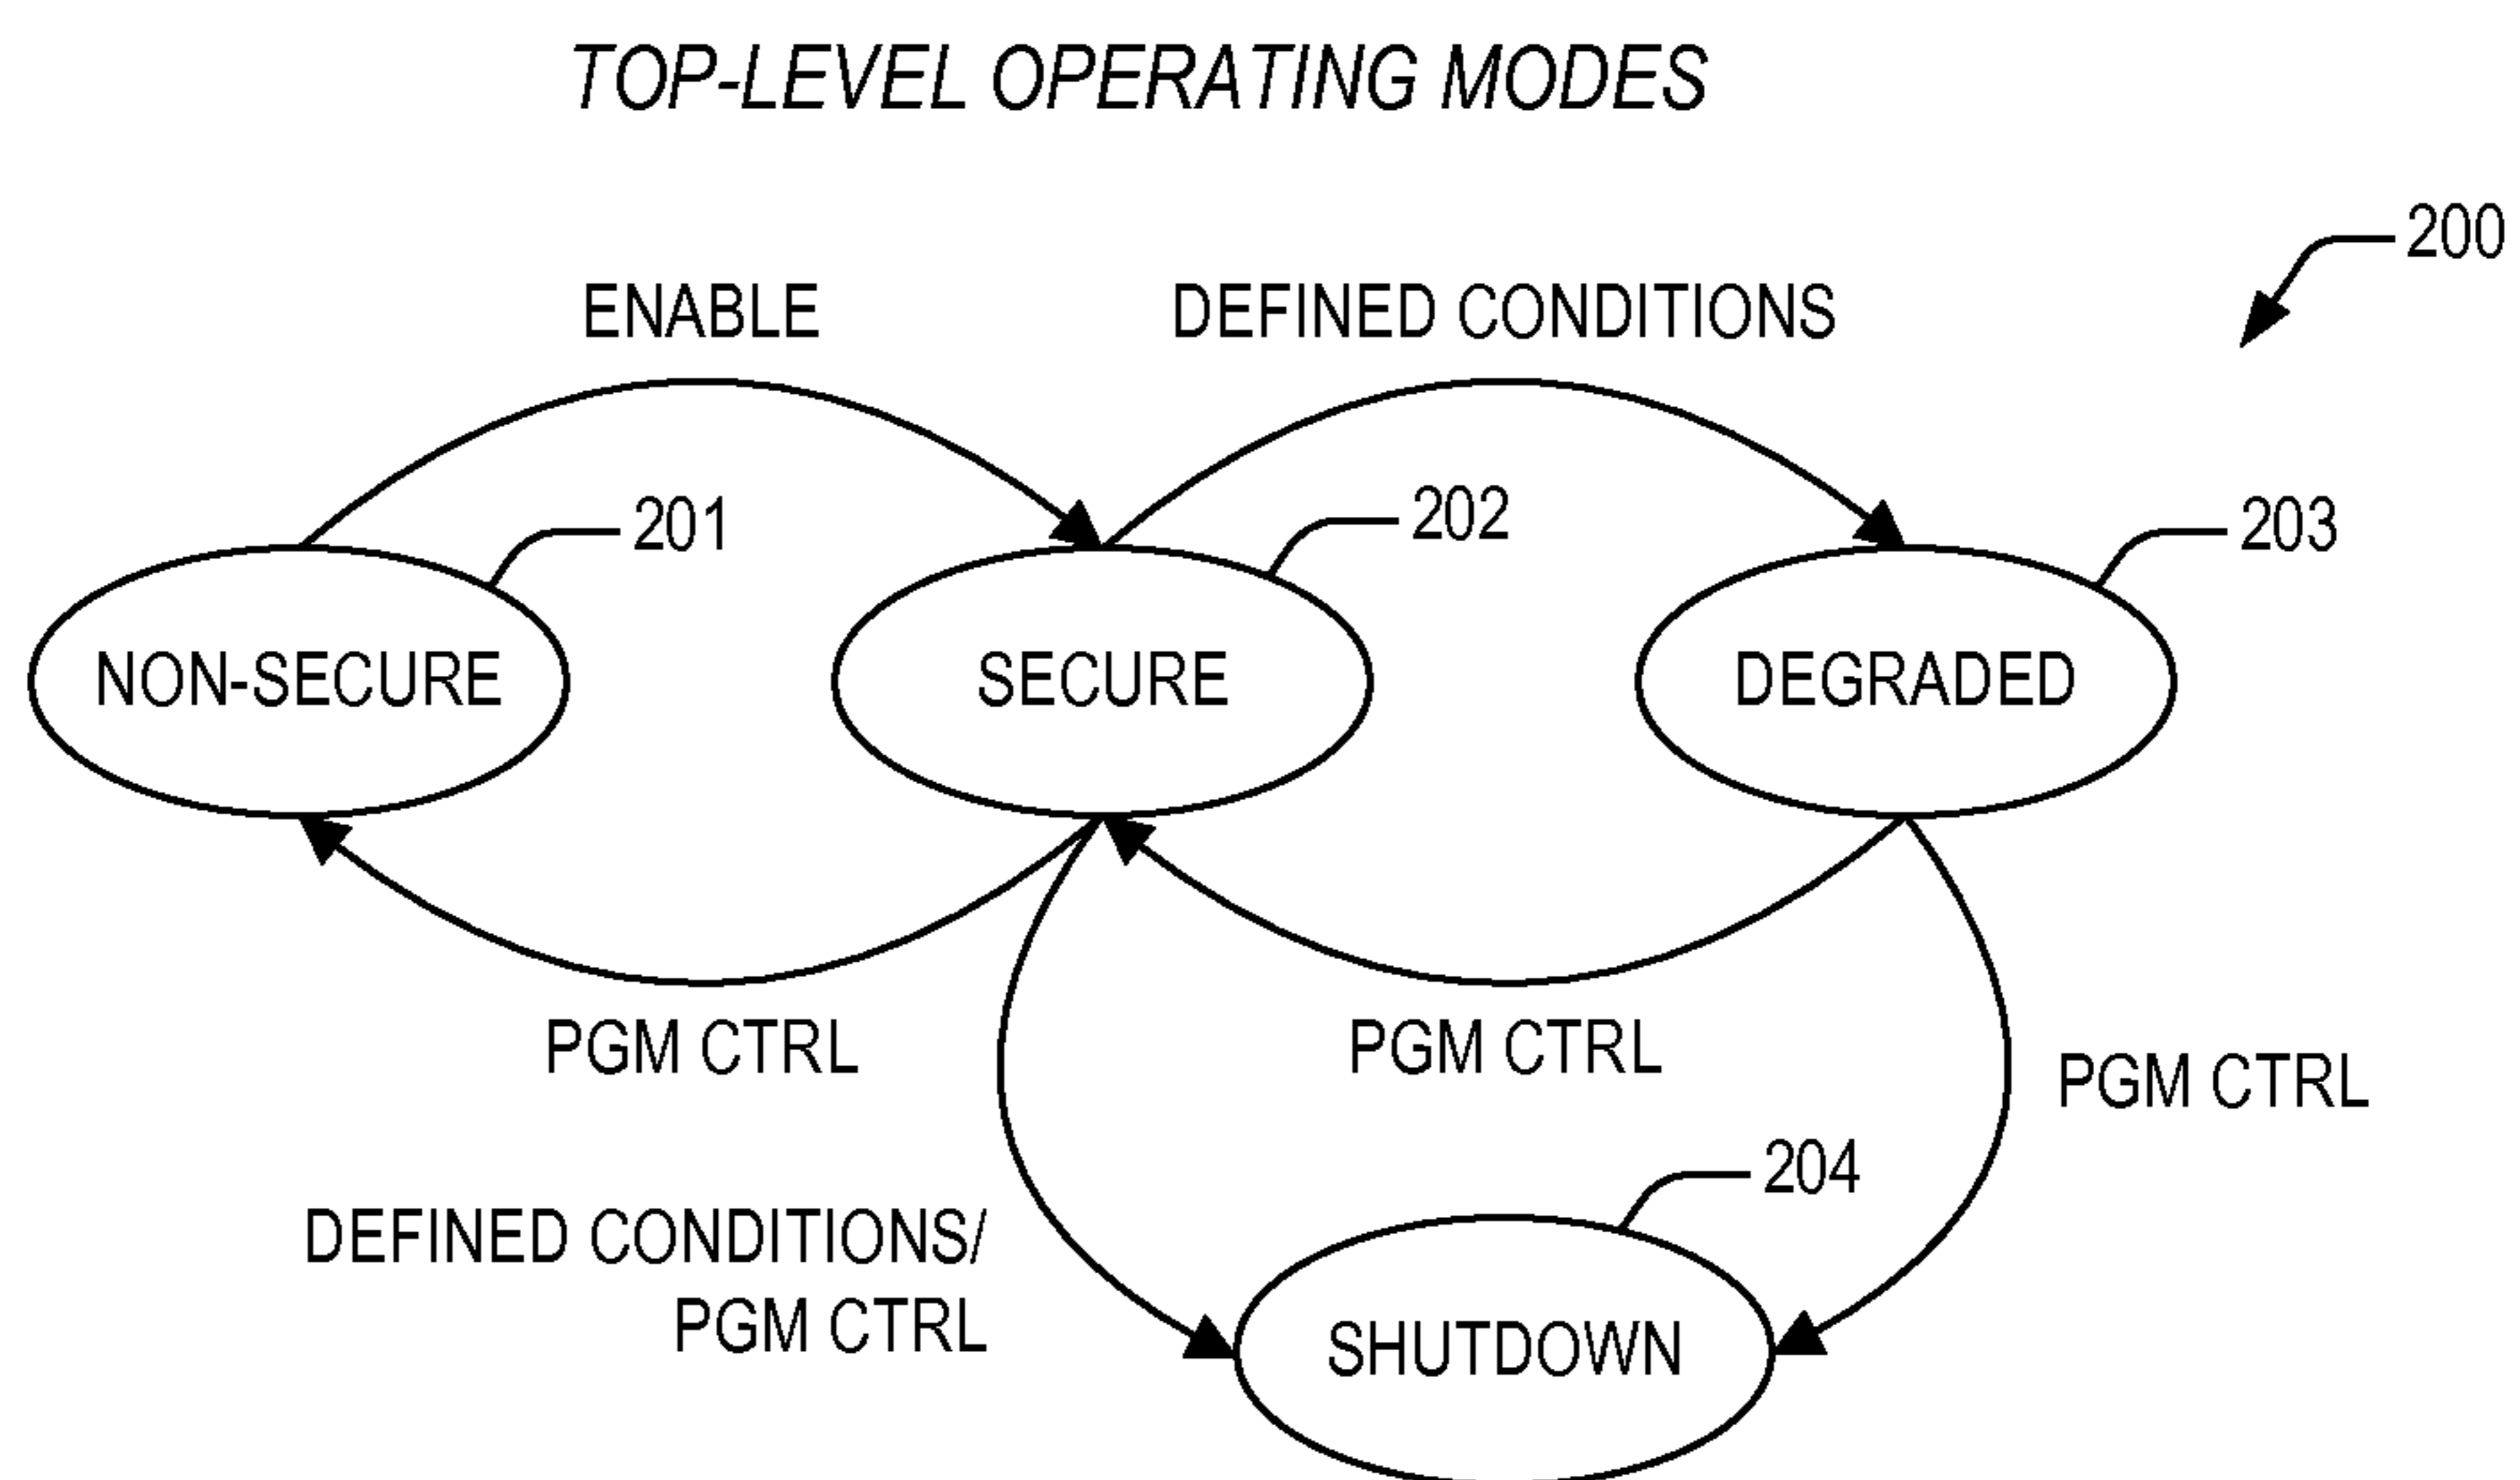 TOP-LEVEL OPERATING MODES
200
ENABLE
DEFINED CONDITIONS
201
202
203
NON-SECURE
SECURE
DEGRADED
PGM CTRL
PGM CTRL
PGM CTRL
204
DEFINED CONDITIONS/
PGM CTRL
SHUTDOWN